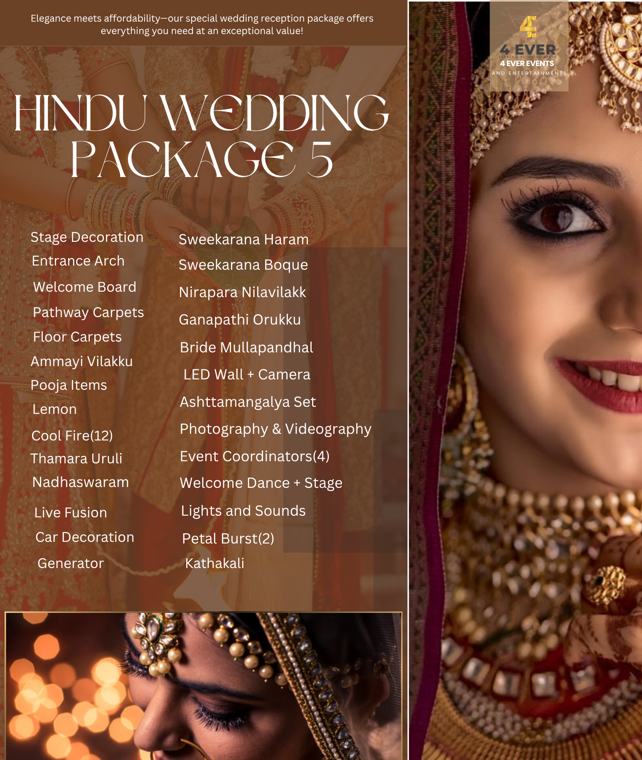 Elegance meets affordability—our special wedding reception package offers
everything you need at an exceptional value!
4 EVER
4 EVER EVENTS
AND ENTERTAINMENTS
HINDU WEDDING
PACKAGE 5
Stage Decoration
Entrance Arch
Welcome Board
Pathway Carpets
Floor Carpets
Ammayi Vilakku
Pooja Items
Lemon
Cool Fire(12)
Thamara Uruli
Nadhaswaram
Live Fusion
Car Decoration
Generator
Sweekarana Haram
Sweekarana Boque
Nirapara Nilavilakk
Ganapathi Orukku
Bride Mullapandhal
LED Wall + Camera
Ashttamangalya Set
Photography & Videography
Event Coordinators(4)
Welcome Dance + Stage
Lights and Sounds
Petal Burst(2)
Kathakali